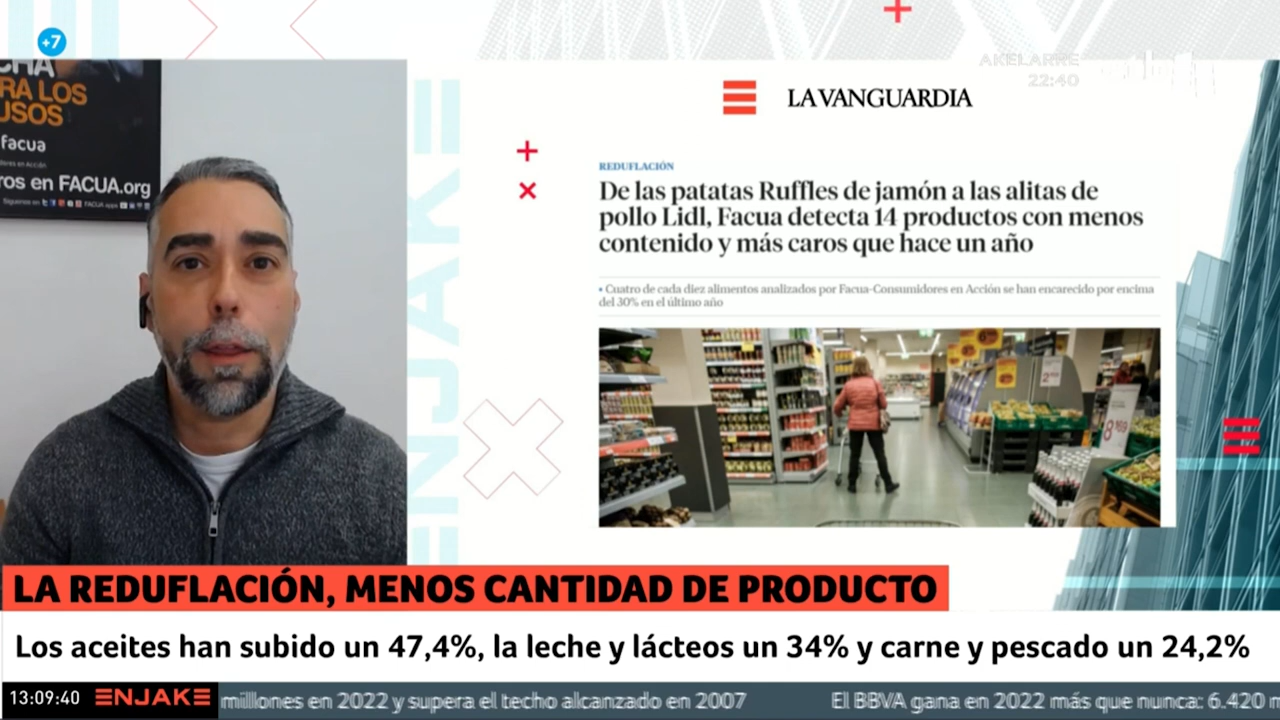 +7
CHA
RA LOS
USOS
facua
ros en FACUA.org
AKELARRE
22:40
LA VANGUARDIA
REDUFLACIÓN
De las patatas Ruffles de jamón a las alitas de
pollo Lidl, Facua detecta 14 productos con menos
contenido y más caros que hace un año
• Cuatro de cada diez alimentos analizados por Facua-Consumidores en Acción se han encarecido por encima
del 30% en el último año
ENJAKE
LA REDUFLACIÓN, MENOS CANTIDAD DE PRODUCTO
Los aceites han subido un 47,4%, la leche y lácteos un 34% y carne y pescado un 24,2%
13:09:40 ENJAKE milllones en 2022 y supera el techo alcanzado en 2007 El BBVA gana en 2022 más que nunca: 6.420